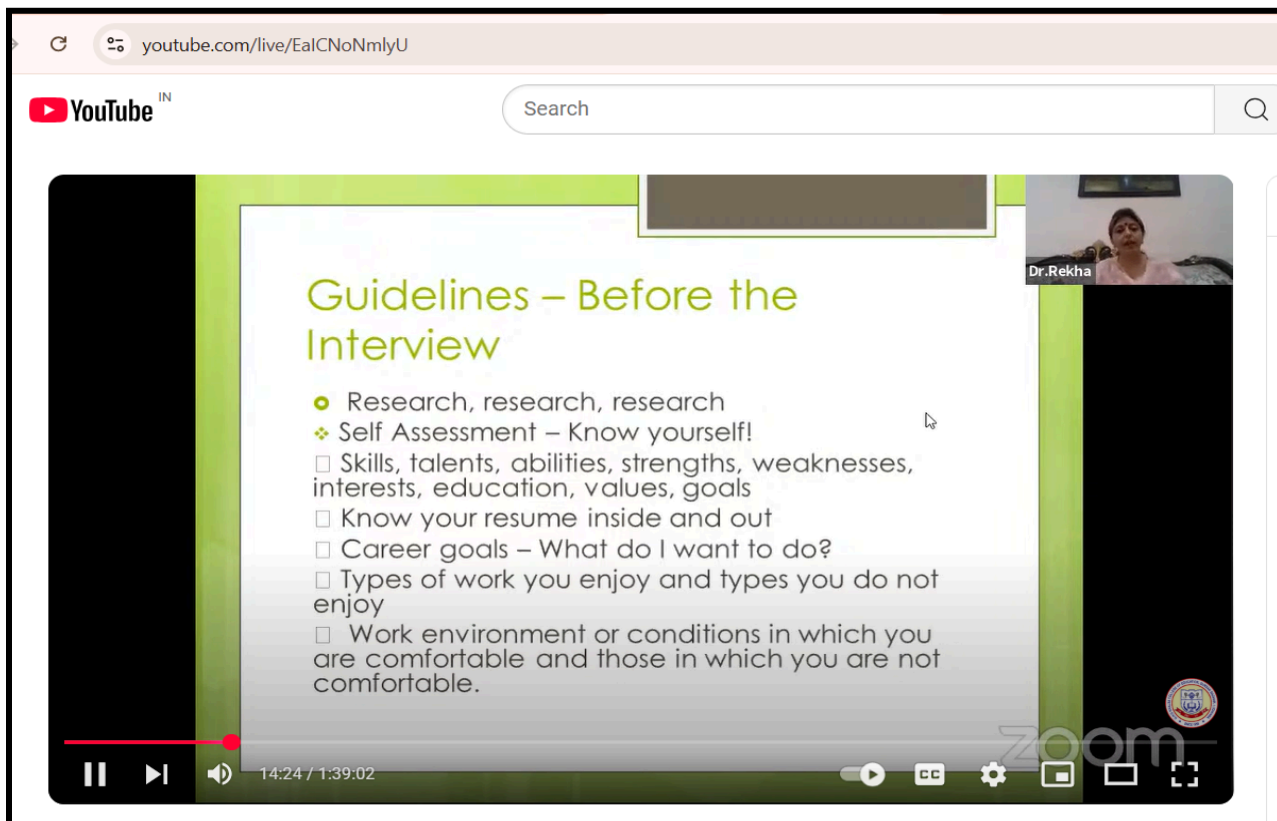 youtube.com/live/EaICNoNmlyU
YouTube IN
Search
Dr.Rekha
Guidelines – Before the
Interview
Research, research, research
Self Assessment – Know yourself!
Skills, talents, abilities, strengths, weaknesses,
interests, education, values, goals
Know your resume inside and out
Career goals – What do I want to do?
Types of work you enjoy and types you do not
enjoy
Work environment or conditions in which you
are comfortable and those in which you are not
comfortable.
zoom
14:24 / 1:39:02
CC